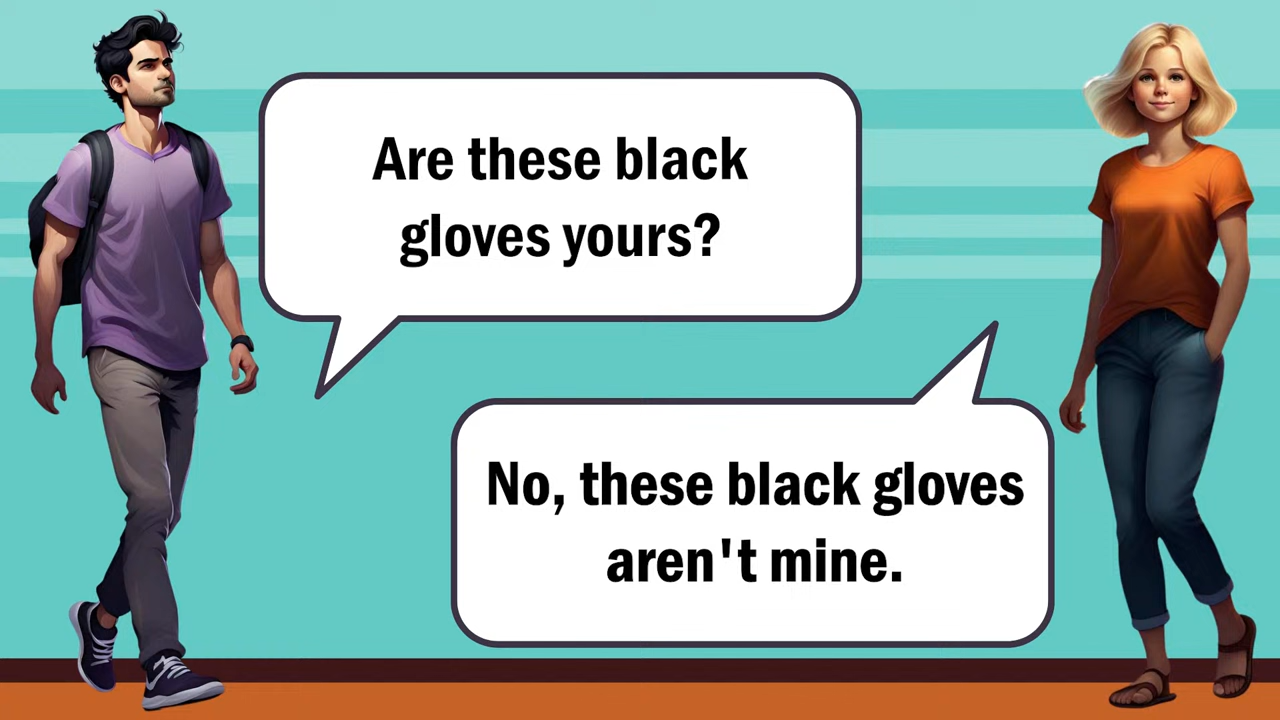 Are these black
gloves yours?
No, these black gloves
aren't mine.